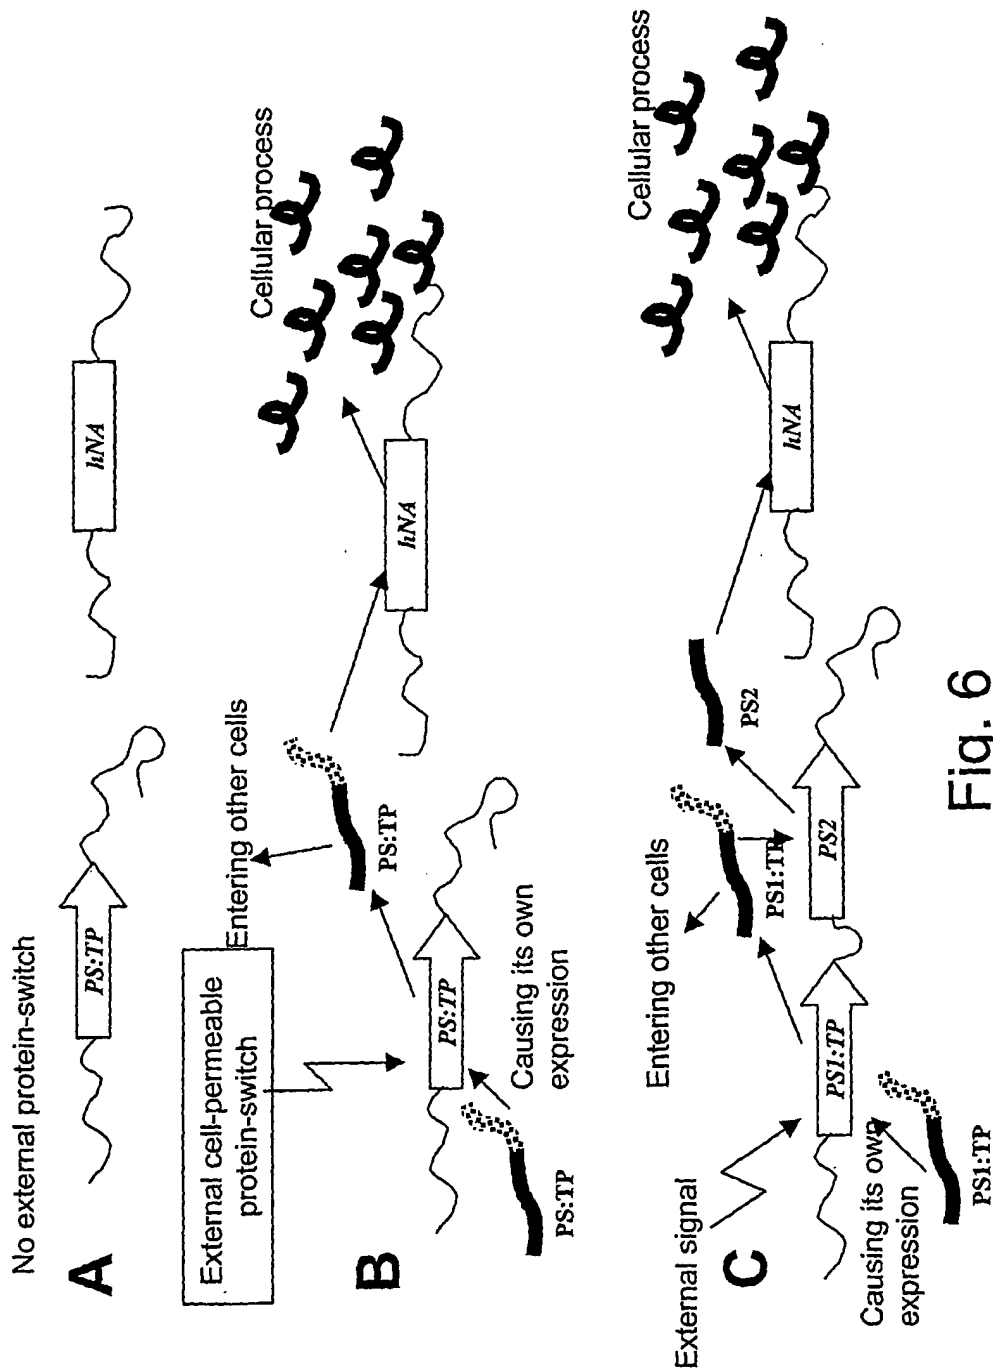 No external protein-switch
A
PS:TP
hNA
External cell-permeable
protein-switch
Entering other cells
Cellular process
B
PS:TP
hNA
PS:TP
Causing its own
expression
PS:TP
External signal
Entering other cells
Cellular process
C
PS1:TP
PS2
hNA
PS1:TP
PS2
Causing its own
expression
PS1:TP
Fig. 6